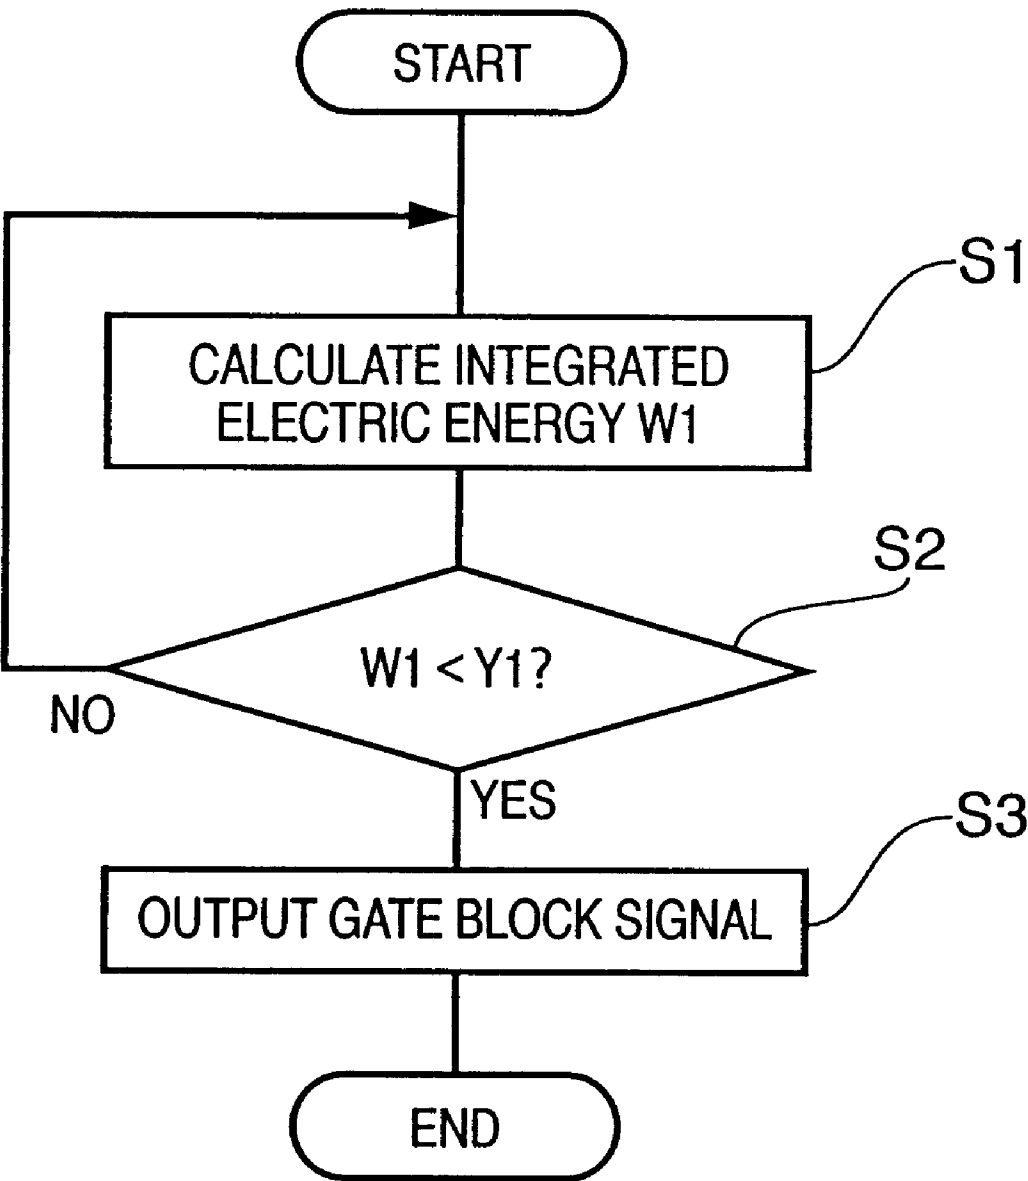 START
S1
CALCULATE INTEGRATED
ELECTRIC ENERGY W1
S2
W1 < Y1?
NO
YES
S3
OUTPUT GATE BLOCK SIGNAL
END